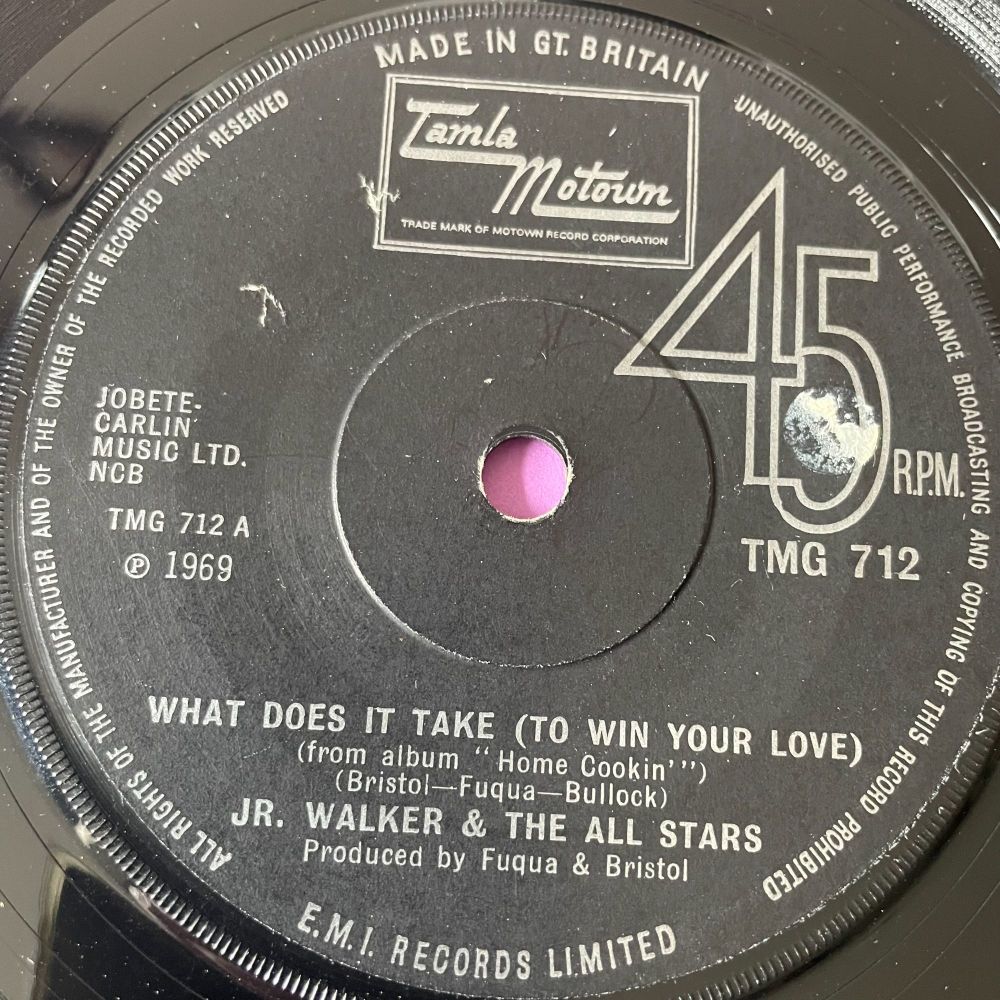 MADE IN GT. BRITAIN
Tamla
Motown
TRADE MARK OF MOTOWN RECORD CORPORATION
45
R.P.M.
TMG 712
JOBETE-
CARLIN
MUSIC LTD.
NCB
TMG 712 A
℗ 1969
WHAT DOES IT TAKE (TO WIN YOUR LOVE)
(from album "Home Cookin'")
(Bristol—Fuqua—Bullock)
JR. WALKER & THE ALL STARS
Produced by Fuqua & Bristol
E.M.I. RECORDS LIMITED
ALL RIGHTS OF THE MANUFACTURER AND OF THE OWNER OF THE RECORDED WORK RESERVED
UNAUTHORISED PUBLIC PERFORMANCE BROADCASTING AND COPYING OF THIS RECORD PROHIBITED